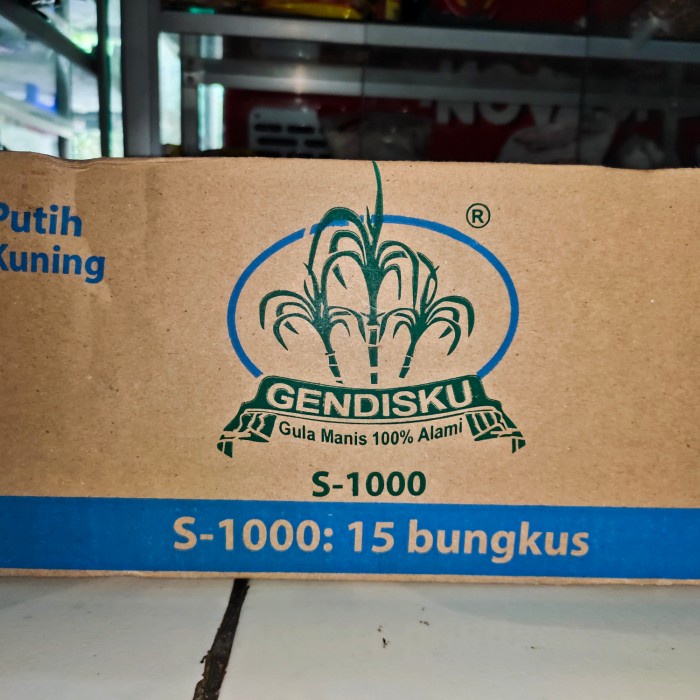 Putih
Kuning
®
GENDISKU
Gula Manis 100% Alami
S-1000
S-1000: 15 bungkus